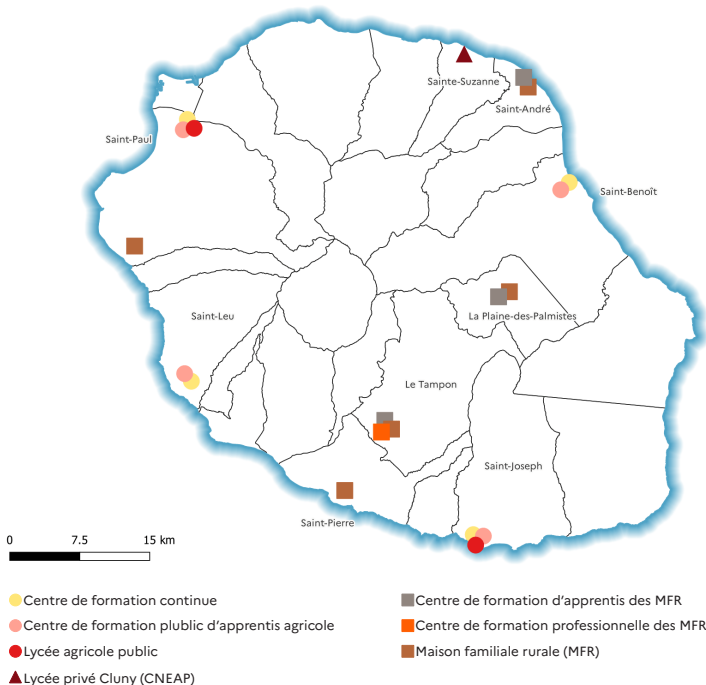 Sainte-Suzanne
Saint-André
Saint-Paul
Saint-Benoît
La Plaine-des-Palmistes
Saint-Leu
Le Tampon
Saint-Joseph
Saint-Pierre
0 7.5 15 km
Centre de formation continue
Centre de formation plublic d'apprentis agricole
Lycée agricole public
Lycée privé Cluny (CNEAP)
Centre de formation d'apprentis des MFR
Centre de formation professionnelle des MFR
Maison familiale rurale (MFR)